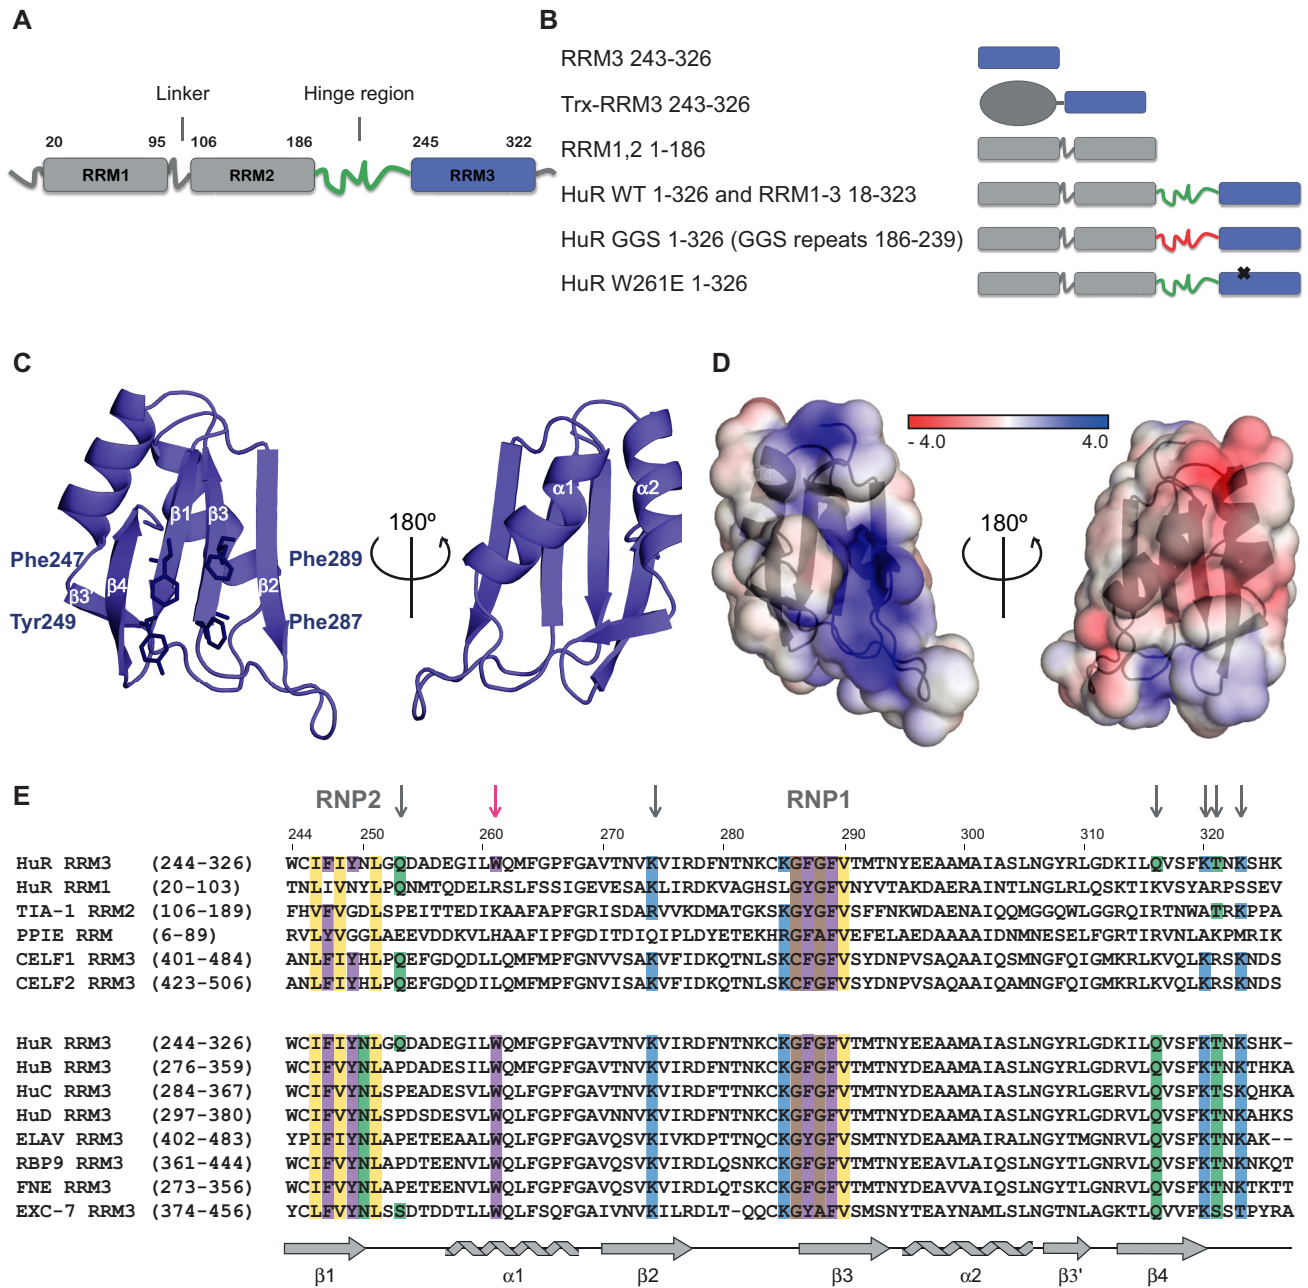 A
Linker
Hinge region
20
95
106
186
245
322
RRM1
RRM2
RRM3
B
RRM3 243-326
Trx-RRM3 243-326
RRM1,2 1-186
HuR WT 1-326 and RRM1-3 18-323
HuR GGS 1-326 (GGS repeats 186-239)
HuR W261E 1-326
C
β1
β3
α1
α2
Phe247
β3'
β4
β2
Phe289
Tyr249
Phe287
180º
D
- 4.0
4.0
180º
E
RNP2
RNP1
244 250 260 270 280 290 300 310 320
HuR RRM3 (244-326) WCIFIYNLGQDADEGILWQMFGPFGAVTNVKVIRDFNTNKCKGFGFVTMTNYEEAAMAIASLNGYRLGDKILQVSFKTNKSHK
HuR RRM1 (20-103) TNLIVNYLPQNMTQDELRSLFSSIGEVESAKLIRDKVAGHSLGYGFVNYVTAKDAERAINTLNGLRLQSKTIKVSYARPSSEV
TIA-1 RRM2 (106-189) FHVFVGDLSPEITTEDIKAAFAPFGRISDARVVKDMATGKSKGYGFVSFFNKWDAENAIQQMGGQWLGGRQIRTNWATRKPPA
PPIE RRM (6-89) RVLYVGGLAEEVDDKVLHAAFIPFGDITDIQIPLDYETEKHRGFAFVEFELAEDAAAAIDNMNESELFGRTIRVNLAKPMRIK
CELF1 RRM3 (401-484) ANLFIYHLPQEFGDQDLLQMFMPFGNVVSAKVFIDKQTNLSKCFGFVSYDNPVSAQAAIQSMNGFQIGMKRLKVQLKRSKNDS
CELF2 RRM3 (423-506) ANLFIYHLPQEFGDQDILQMFMPFGNVISAKVFIDKQTNLSKCFGFVSYDNPVSAQAAIQAMNGFQIGMKRLKVQLKRSKNDS
HuR RRM3 (244-326) WCIFVYNLGQDADEGILWQMFGPFGAVTNVKVIRDFNTNKCKGFGFVTMTNYEEAAMAIASLNGYRLGDKILQVSFKTNKSHK-
HuB RRM3 (276-359) WCIFVYNLAPDADESILWQMFGPFGAVTNVKVIRDFNTNKCKGFGFVTMTNYDEAAMAIASLNGYRLGDRVLQVSFKTNKTHKA
HuC RRM3 (284-367) WCIFVYNLSPEADESVLWQLFGPFGAVTNVKVIRDFTTNKCKGFGFVTMTNYDEAAMAIASLNGYRLGERVLQVSFKTSKQHKA
HuD RRM3 (297-380) WCIFVYNLSPDSDESVLWQLFGPFGAVNNVKVIRDFNTNKCKGFGFVTMTNYDEAAMAIASLNGYRLGDRVLQVSFKTNKAHKS
ELAV RRM3 (402-483) YPIFIYNLAPETEEAALWQLFGPFGAVQSVKIVKDPTTNQCKGYGFVSMTNYDEAAMAIRALNGYTMGNRVLQVSFKTNKAK--
RBP9 RRM3 (361-444) WCIFVYNLAPDTEENVLWQLFGPFGAVQSVKVIRDLQSNKCKGFGFVTMTNYEEAVLAIQSLNGYTLGNRVLQVSFKTNKNKQT
FNE RRM3 (273-356) WCIFVYNLAPETEENVLWQLFGPFGAVQSVKVIRDLQTSKCKGFGFVTMTNYDEAVVAIQSLNGYTLGNRVLQVSFKTNKTKTT
EXC-7 RRM3 (374-456) YCLFVYNLSSDTDDTLLWQLFSQFGAIVNVKILRDLT-QQCKGYAFVSMSNYTEAYNAMLSLNGTNLAGKTLQVVFKSSTPYRA
β1
α1
β2
β3
α2
β3'
β4